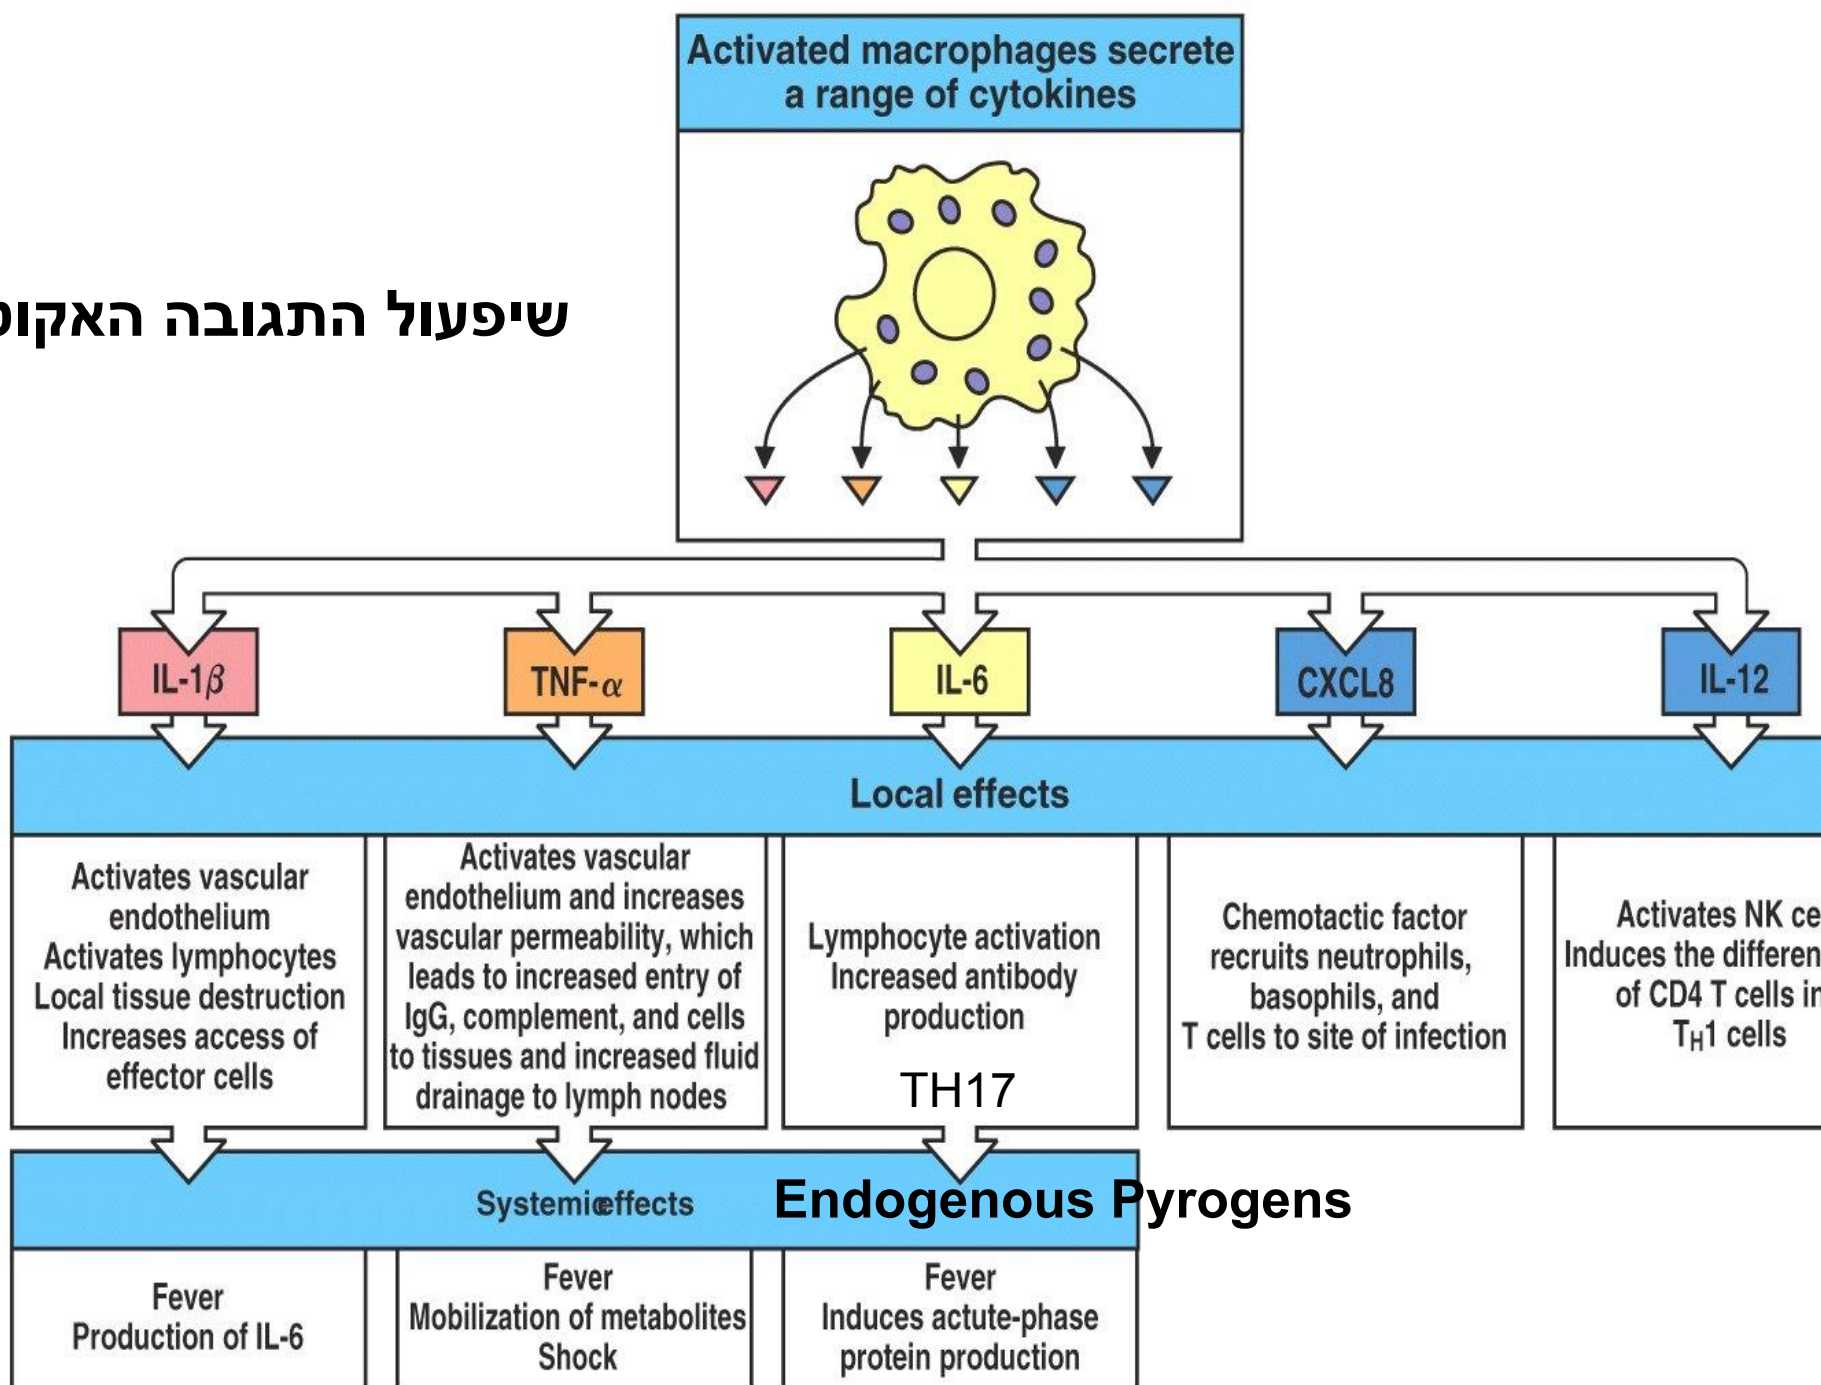 Activated macrophages secrete
a range of cytokines
שיפעול התגובה
IL-1β
TNF-α
IL-6
CXCL8
IL-12
Local effects
Activates vascular
endothelium
Activates lymphocytes
Local tissue destruction
Increases access of
effector cells
Activates vascular
endothelium and increases
vascular permeability, which
leads to increased entry of
IgG, complement, and cells
to tissues and increased fluid
drainage to lymph nodes
Lymphocyte activation
Increased antibody
production
TH17
Chemotactic factor
recruits neutrophils,
basophils, and
T cells to site of infection
Activates NK
Induces the
of CD4 T cells
TH1 cells
Systemic effects
Endogenous Pyrogens
Fever
Production of IL-6
Fever
Mobilization of metabolites
Shock
Fever
Induces actute-phase
protein production